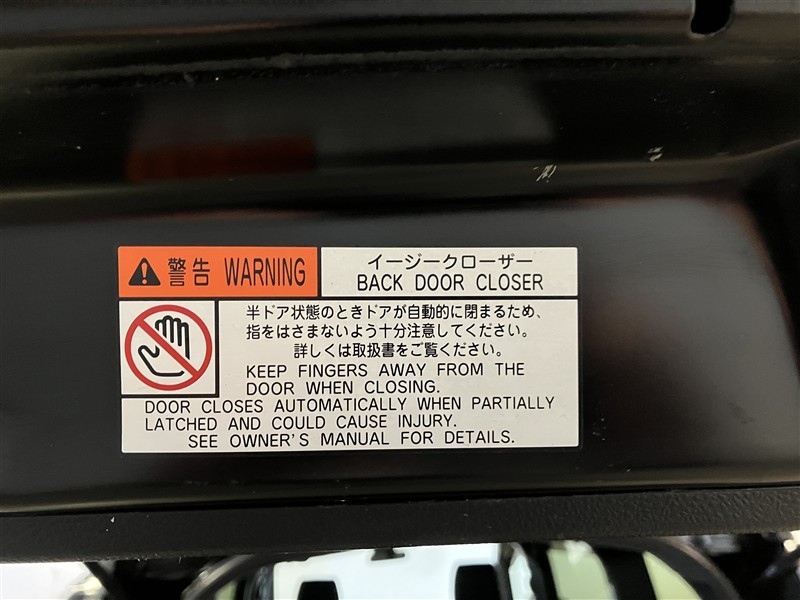 警告 WARNING
イージークローザー
BACK DOOR CLOSER
半ドア状態のときドアが自動的に閉まるため、
指をはさまないよう十分注意してください。
詳しくは取扱書をご覧ください。
KEEP FINGERS AWAY FROM THE
DOOR WHEN CLOSING.
DOOR CLOSES AUTOMATICALLY WHEN PARTIALLY
LATCHED AND COULD CAUSE INJURY.
SEE OWNER'S MANUAL FOR DETAILS.